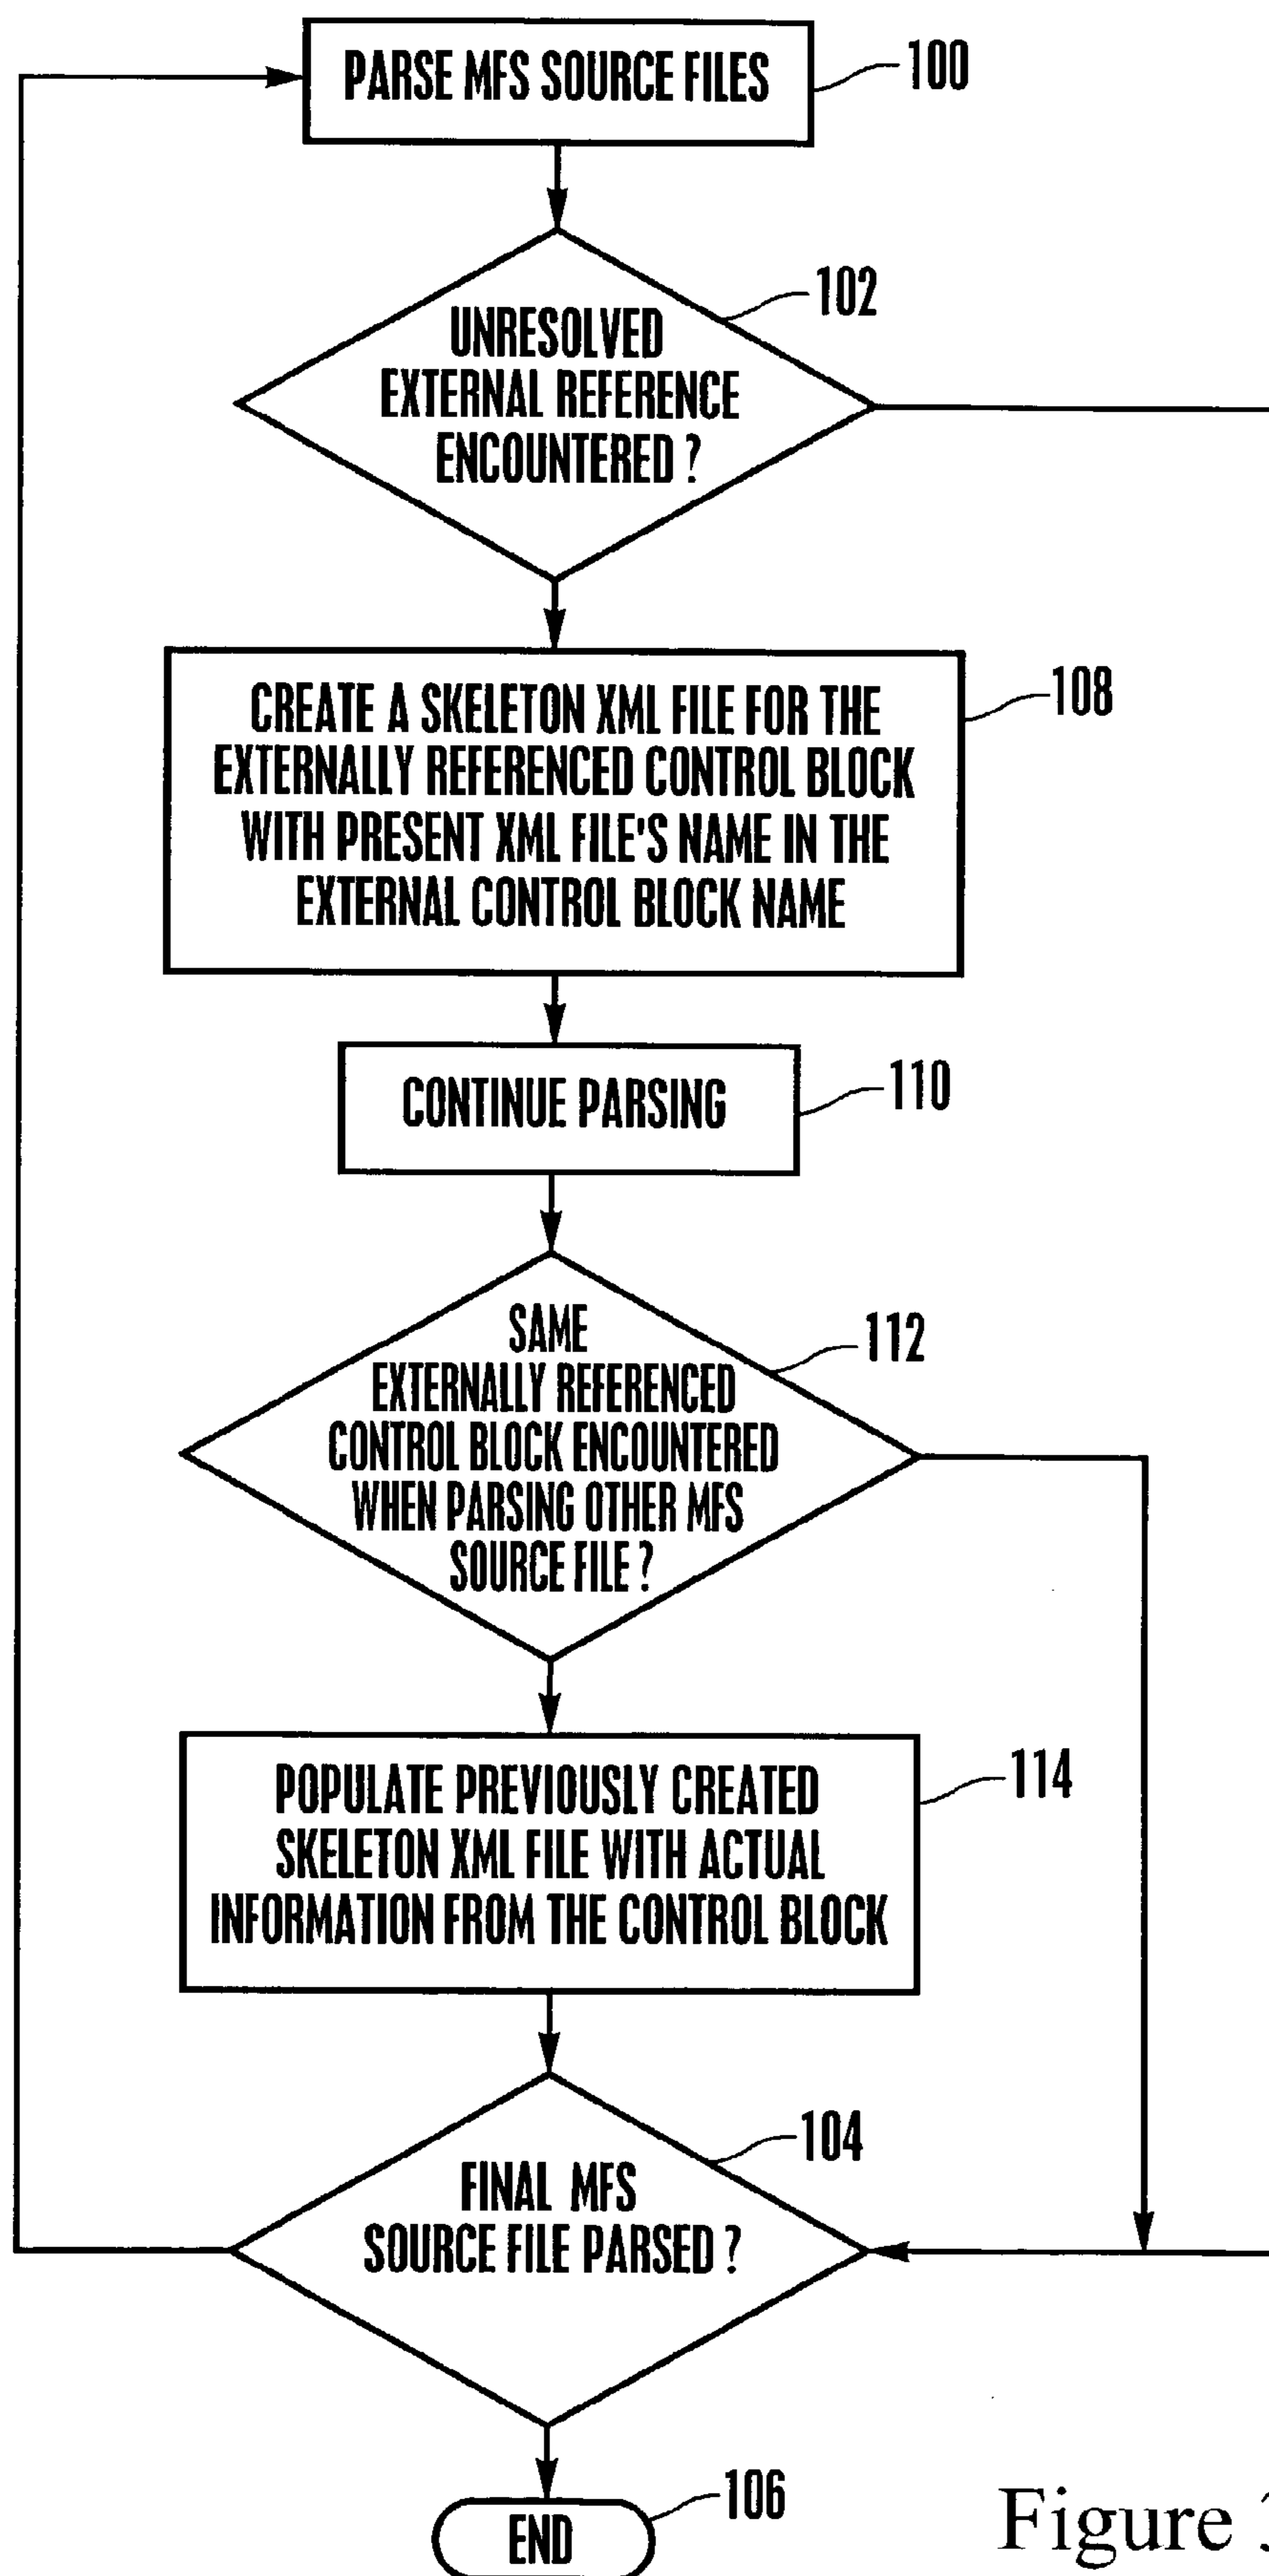 PARSE MFS SOURCE FILES
100
102
UNRESOLVED
EXTERNAL REFERENCE
ENCOUNTERED ?
108
CREATE A SKELETON XML FILE FOR THE
EXTERNALLY REFERENCED CONTROL BLOCK
WITH PRESENT XML FILE'S NAME IN THE
EXTERNAL CONTROL BLOCK NAME
CONTINUE PARSING
110
112
SAME
EXTERNALLY REFERENCED
CONTROL BLOCK ENCOUNTERED
WHEN PARSING OTHER MFS
SOURCE FILE ?
114
POPULATE PREVIOUSLY CREATED
SKELETON XML FILE WITH ACTUAL
INFORMATION FROM THE CONTROL BLOCK
104
FINAL MFS
SOURCE FILE PARSED ?
106
END
Figure 3